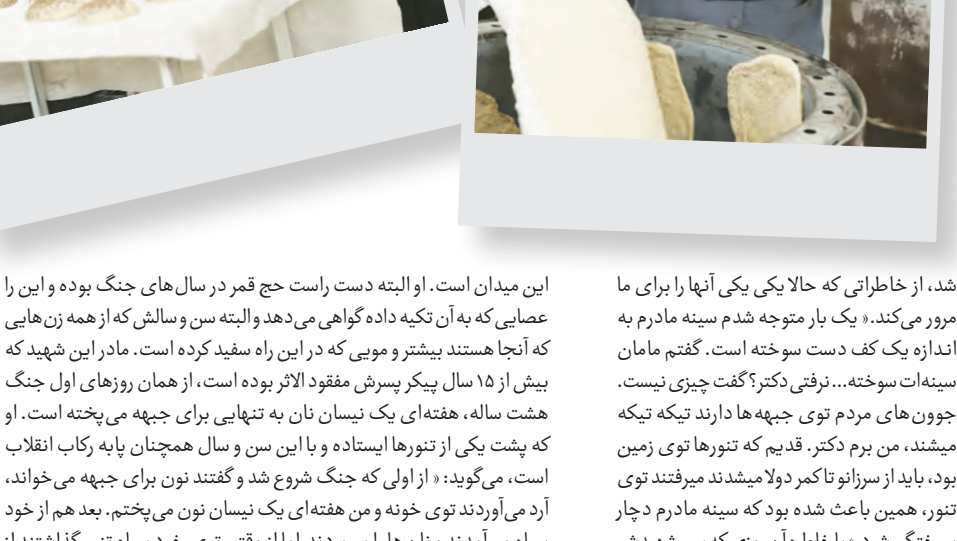 شد، از خاطراتی که حالا یکی یکی آنها را برای ما
مرور می‌کند.« یک بار متوجه شدم سینه مادرم به
اندازه یک کف دست سوخته است. گفتم مامان
سینه‌ات سوخته... نرفتی دکتر؟ گفت چیزی نیست.
جوون‌های مردم توی جبهه‌ها دارند تیکه تیکه
میشند، من برم دکتر. قدیم که تنورها توی زمین
بود، باید از سرزانو تا کمر دولا میشدند میرفتند توی
تنور، همین باعث شده بود که سینه مادرم دچار
این میدان است. او البته دست راست حج قمر در سال‌های جنگ بوده و این را
عصایی که به آن تکیه داده گواهی می‌دهد و البته سن و سالش که از همه زن‌هایی
که آنجا هستند بیشتر و مویی که در این راه سفید کرده است. مادر این شهید که
بیش از ۱۵ سال پیکر پسرش مفقود الاثر بوده است، از همان روزهای اول جنگ
هشت ساله، هفته‌ای یک نیسان نان به تنهایی برای جبهه می‌پخته است. او
که پشت یکی از تنورها ایستاده و با این سن و سال همچنان پابه رکاب انقلاب
است، می‌گوید: « از اولی که جنگ شروع شد و گفتند نون برای جبهه می‌خواند،
آرد می‌آوردند توی خونه و من هفته‌ای یک نیسان نون می‌پختم. بعد هم از خود